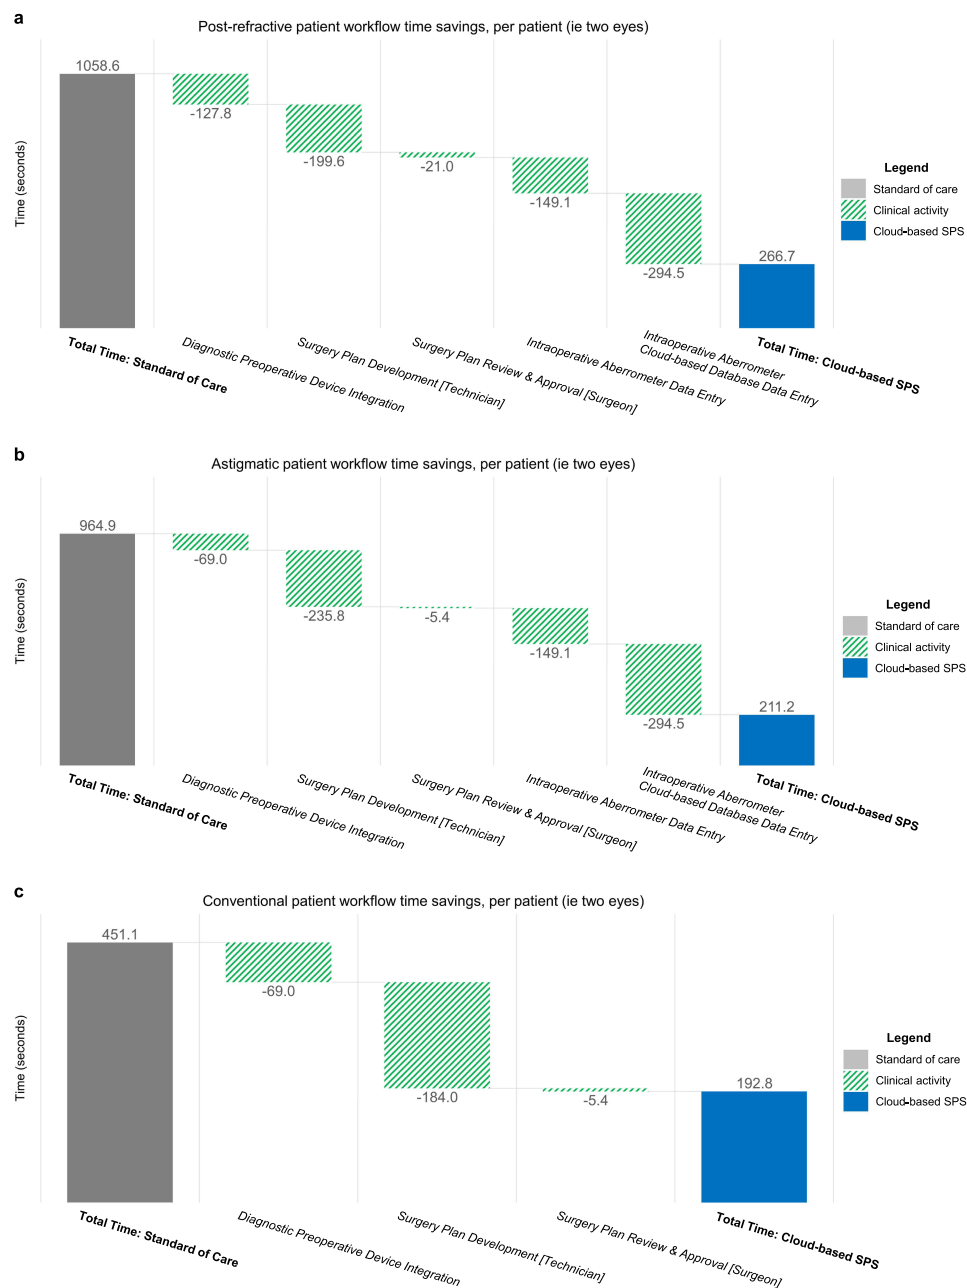 a
Post-refractive patient workflow time savings, per patient (ie two eyes)
Time (seconds)
1058.6
-127.8
-199.6
-21.0
-149.1
-294.5
266.7
Total Time: Standard of Care
Diagnostic Preoperative Device Integration
Surgery Plan Development [Technician]
Surgery Plan Review & Approval [Surgeon]
Intraoperative Aberrometer Data Entry
Intraoperative Aberrometer
Cloud-based Database Data Entry
Total Time: Cloud-based SPS
Legend
Standard of care
Clinical activity
Cloud-based SPS
b
Astigmatic patient workflow time savings, per patient (ie two eyes)
Time (seconds)
964.9
-69.0
-235.8
-5.4
-149.1
-294.5
211.2
Total Time: Standard of Care
Diagnostic Preoperative Device Integration
Surgery Plan Development [Technician]
Surgery Plan Review & Approval [Surgeon]
Intraoperative Aberrometer Data Entry
Intraoperative Aberrometer
Cloud-based Database Data Entry
Total Time: Cloud-based SPS
Legend
Standard of care
Clinical activity
Cloud-based SPS
c
Conventional patient workflow time savings, per patient (ie two eyes)
Time (seconds)
451.1
-69.0
-184.0
-5.4
192.8
Total Time: Standard of Care
Diagnostic Preoperative Device Integration
Surgery Plan Development [Technician]
Surgery Plan Review & Approval [Surgeon]
Total Time: Cloud-based SPS
Legend
Standard of care
Clinical activity
Cloud-based SPS